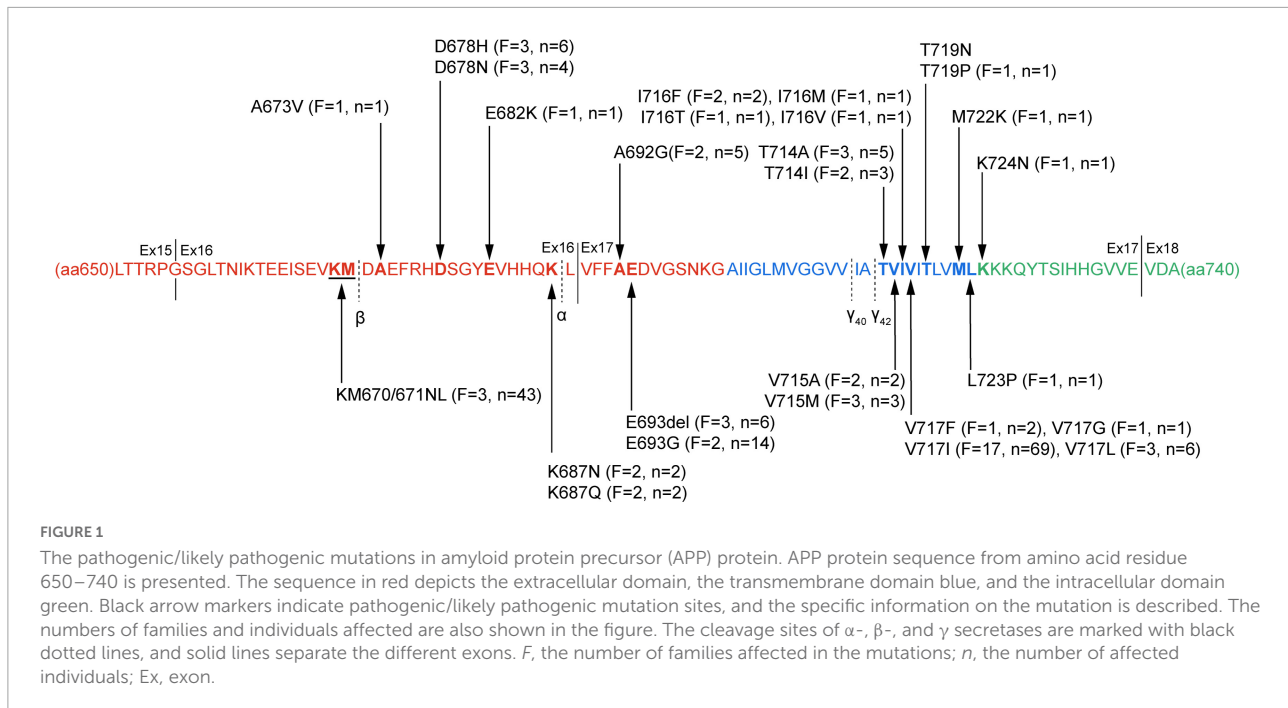 D678H (F=3, n=6)
D678N (F=3, n=4)
T719N
T719P (F=1, n=1)
A673V (F=1, n=1)
E682K (F=1, n=1)
I716F (F=2, n=2), I716M (F=1, n=1)
I716T (F=1, n=1), I716V (F=1, n=1)
M722K (F=1, n=1)
A692G(F=2, n=5)
T714A (F=3, n=5)
T714I (F=2, n=3)
K724N (F=1, n=1)
Ex15 Ex16 Ex16 Ex17 Ex17 Ex18
(aa650)LTTRPGSGLTNIKTEEISEVKM DAEFRHDSGYEVHHQK L VFFAEDVGSNKGAIIGLMVGGVV IA TVIVITLVMLKKKQYTSIHHGVVE VDA(aa740)
β α γ40 γ42
KM670/671NL (F=3, n=43)
V715A (F=2, n=2)
V715M (F=3, n=3)
L723P (F=1, n=1)
E693del (F=3, n=6)
E693G (F=2, n=14)
V717F (F=1, n=2), V717G (F=1, n=1)
V717I (F=17, n=69), V717L (F=3, n=6)
K687N (F=2, n=2)
K687Q (F=2, n=2)
FIGURE 1
The pathogenic/likely pathogenic mutations in amyloid protein precursor (APP) protein. APP protein sequence from amino acid residue
650–740 is presented. The sequence in red depicts the extracellular domain, the transmembrane domain blue, and the intracellular domain
green. Black arrow markers indicate pathogenic/likely pathogenic mutation sites, and the specific information on the mutation is described. The
numbers of families and individuals affected are also shown in the figure. The cleavage sites of α-, β-, and γ secretases are marked with black
dotted lines, and solid lines separate the different exons. F, the number of families affected in the mutations; n, the number of affected
individuals; Ex, exon.